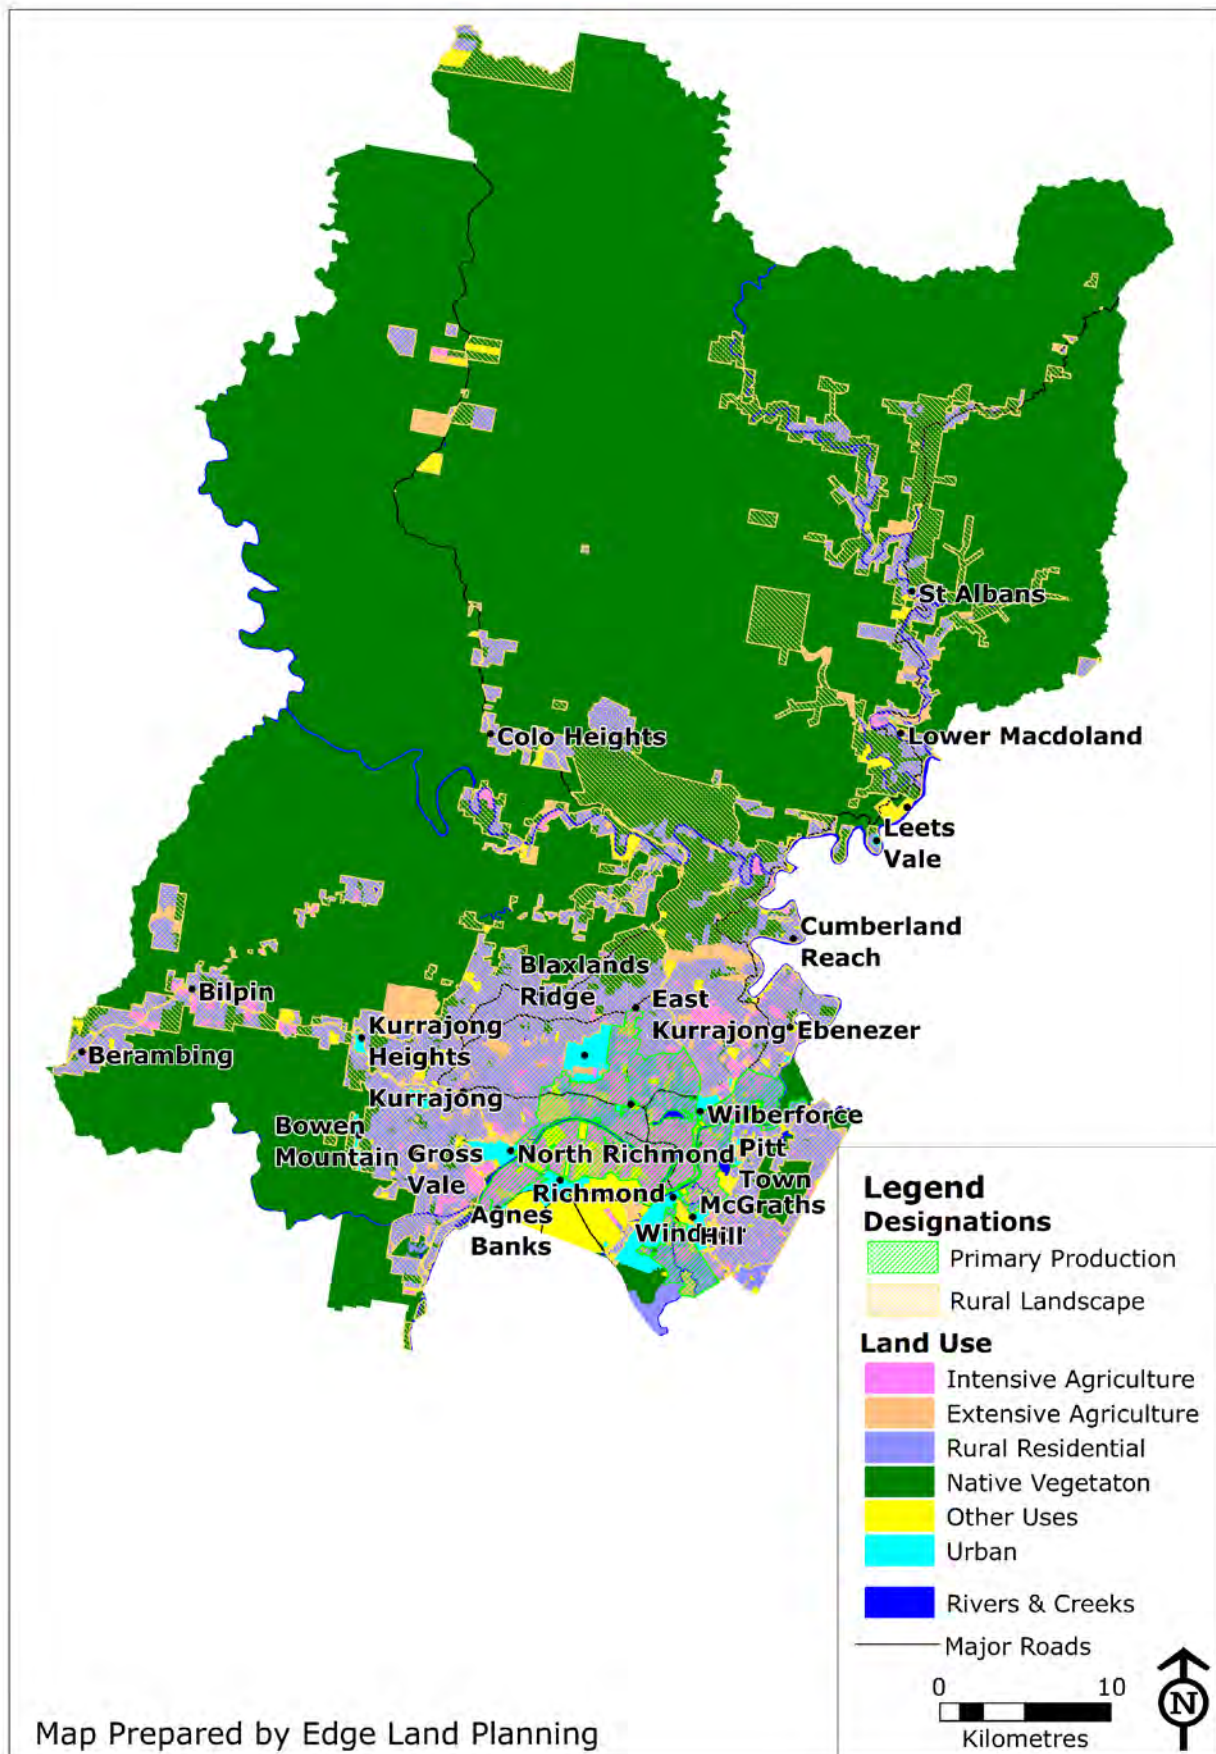 St Albans
Colo Heights
Lower Macdoland
Leets
Vale
Cumberland
Reach
Blaxlands
Ridge
East
Kurrajong
Ebenezer
Bilpin
Kurrajong
Heights
Berambing
Kurrajong
Wilberforce
Bowen
Mountain
Gross
Vale
North Richmond
Pitt
Town
Richmond
McGraths
Hill
Agnes
Banks
Legend
Designations
Primary Production
Rural Landscape
Land Use
Intensive Agriculture
Extensive Agriculture
Rural Residential
Native Vegetaton
Other Uses
Urban
Rivers & Creeks
Major Roads
0 10
Kilometres
N
Map Prepared by Edge Land Planning